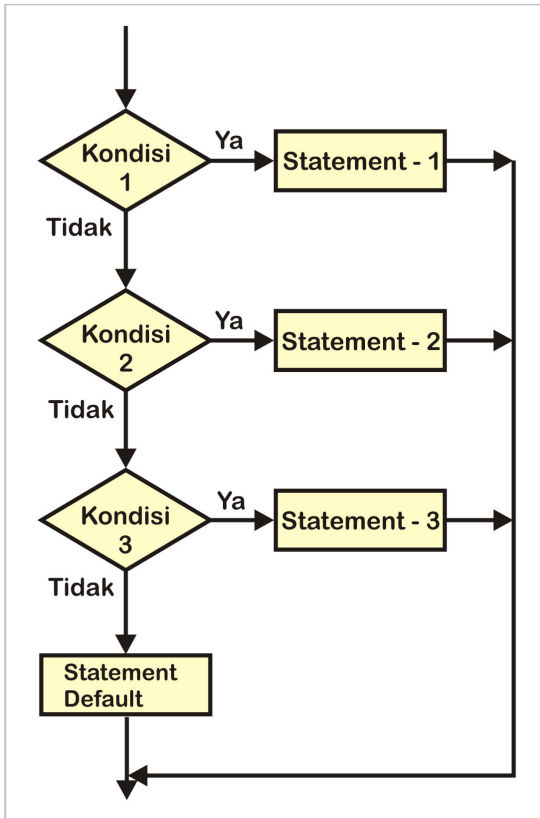 Kondisi
1
Ya
Statement - 1
Tidak
Kondisi
2
Ya
Statement - 2
Tidak
Kondisi
3
Ya
Statement - 3
Tidak
Statement
Default